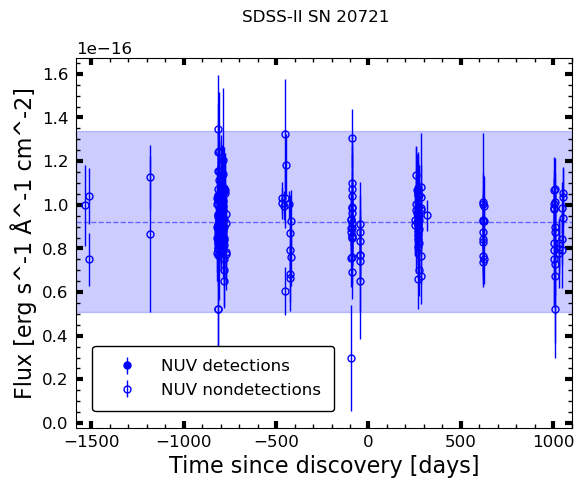 SDSS-II SN 20721
1e−16
1.6
1.4
1.2
1.0
0.8
0.6
0.4
0.2
0.0
Flux [erg s^-1 Å^-1 cm^-2]
NUV detections
NUV nondetections
−1500 −1000 −500 0 500 1000
Time since discovery [days]